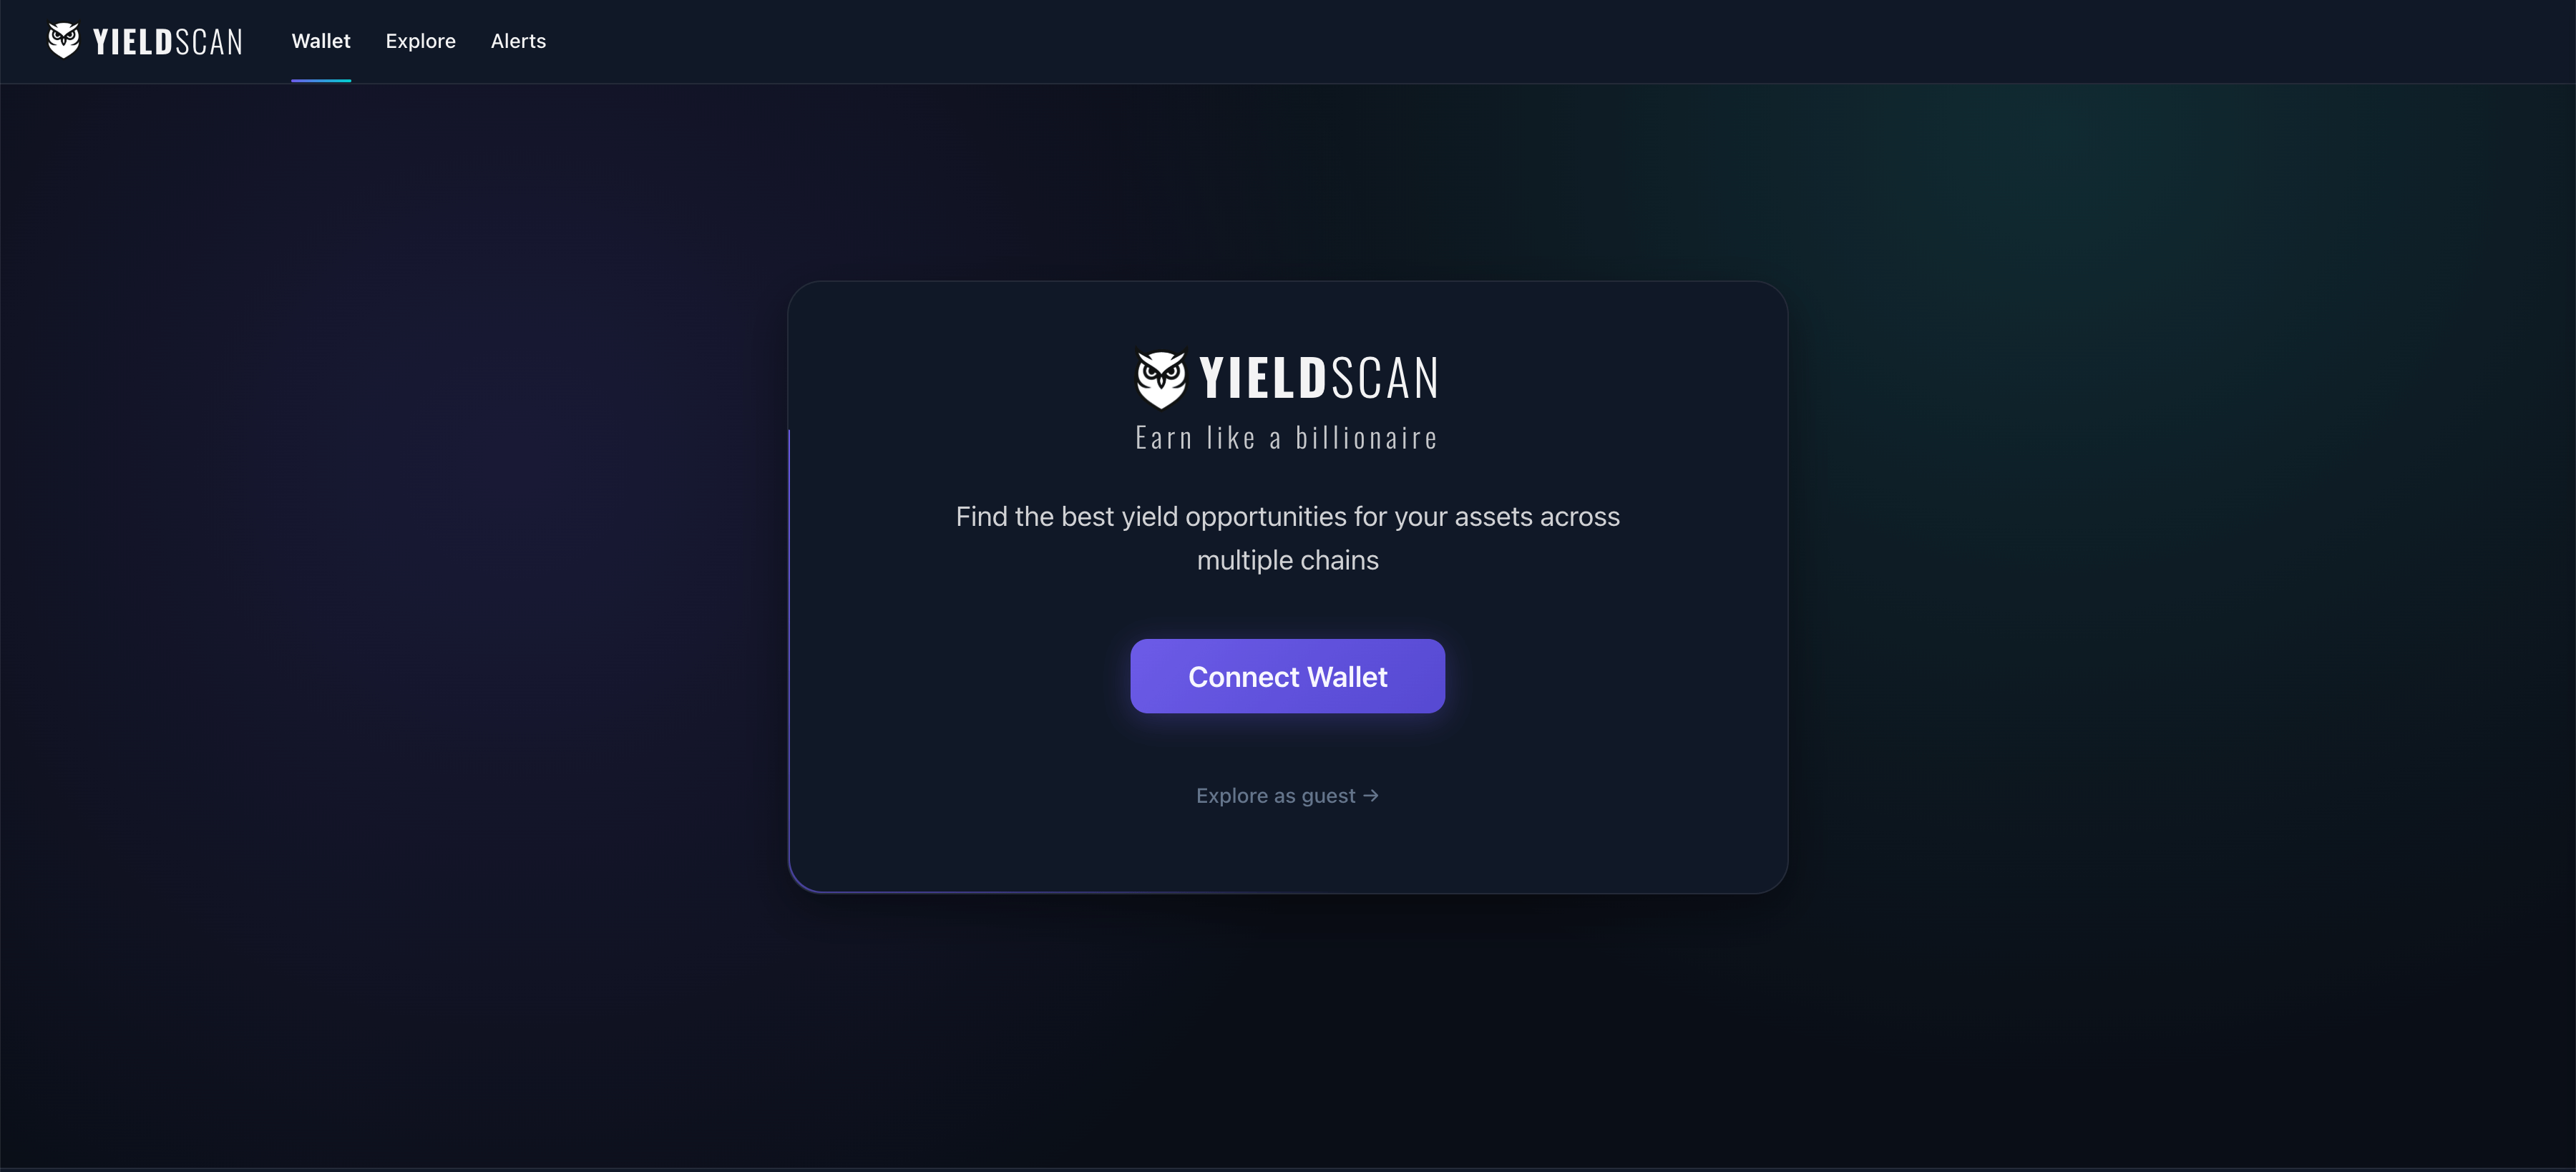 YIELDSCAN Wallet Explore Alerts
YIELDSCAN
Earn like a billionaire
Find the best yield opportunities for your assets across
multiple chains
Connect Wallet
Explore as guest →